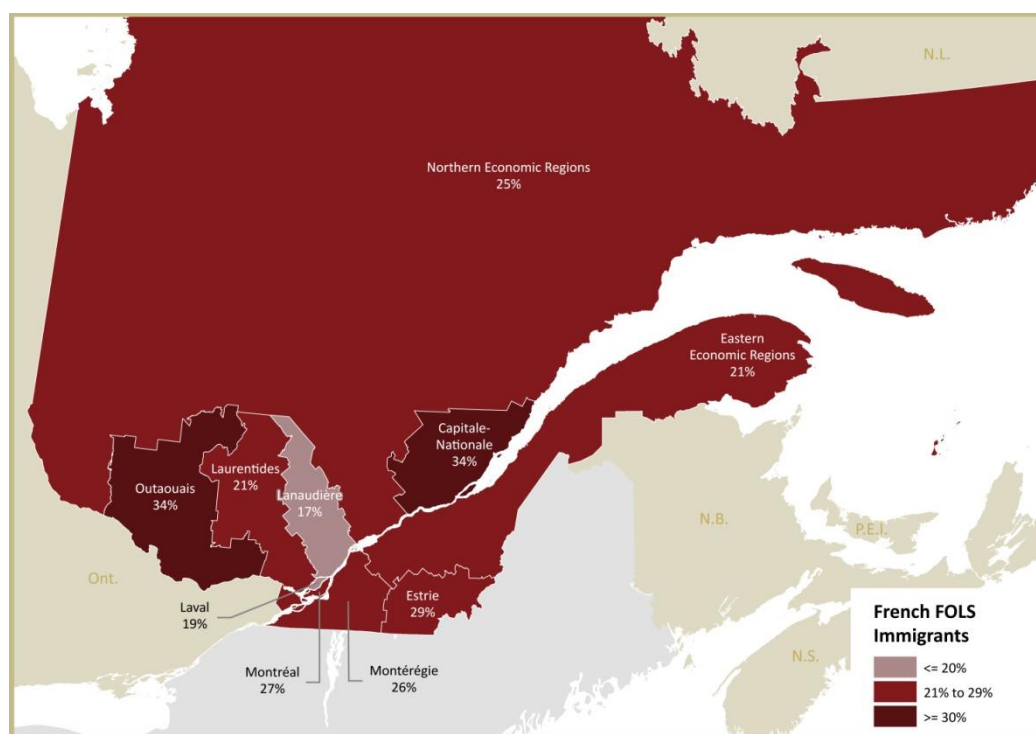 N.L.
Northern Economic Regions
25%
Eastern
Economic Regions
21%
Capitale-
Nationale
34%
Laurentides
21%
Outaouais
34%
Lanaudière
17%
N.B.
P.E.I.
Ont.
Estrie
29%
Laval
19%
Montréal
27%
Montérégie
26%
N.S.
French FOLS
Immigrants
<= 20%
21% to 29%
>= 30%